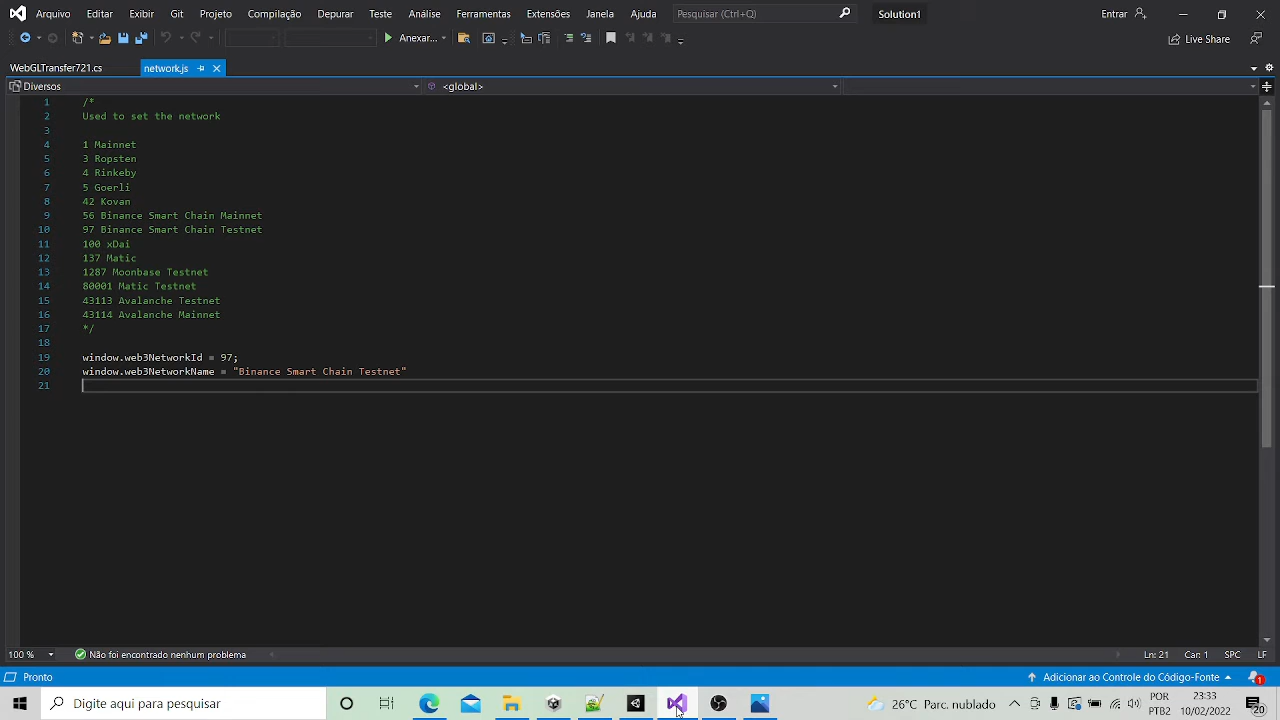 Arquivo Editar Exibir Git Projeto Compilação Depurar Teste Análise Ferramentas Extensões Janela Ajuda Pesquisar (Ctrl+Q) Solution1 Entrar
Anexar... Live Share
WebGLTransfer721.cs network.js
Diversos <global>
1 /*
2 Used to set the network
3
4 1 Mainnet
5 3 Ropsten
6 4 Rinkeby
7 5 Goerli
8 42 Kovan
9 56 Binance Smart Chain Mainnet
10 97 Binance Smart Chain Testnet
11 100 xDai
12 137 Matic
13 1287 Moonbase Testnet
14 80001 Matic Testnet
15 43113 Avalanche Testnet
16 43114 Avalanche Mainnet
17 */
18
19 window.web3NetworkId = 97;
20 window.web3NetworkName = "Binance Smart Chain Testnet"
21
100 % Não foi encontrado nenhum problema Ln: 21 Car: 1 SPC LF
Pronto Adicionar ao Controle do Código-Fonte 1
Digite aqui para pesquisar 26°C Parc. nublado POR 23:33
PTB2 10/02/2022 20